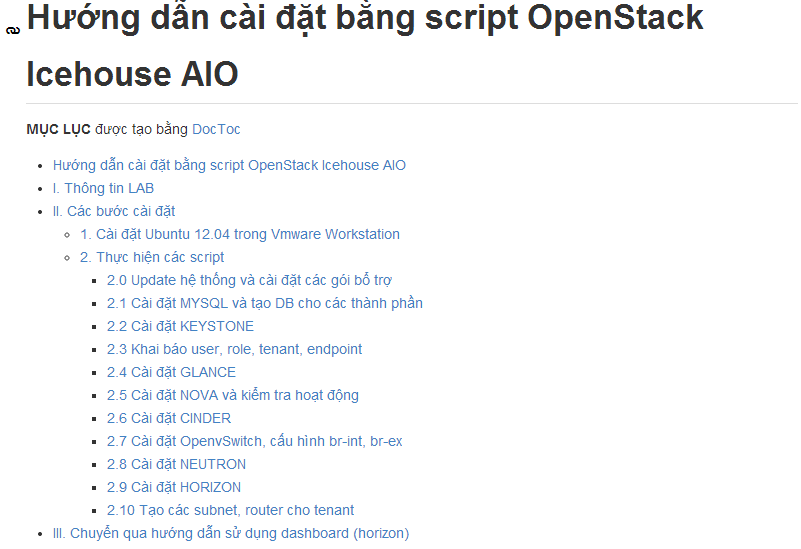 Hướng dẫn cài đặt bằng script OpenStack
Icehouse AIO
MỤC LỤC được tạo bằng DocToc
Hướng dẫn cài đặt bằng script OpenStack Icehouse AIO
I. Thông tin LAB
II. Các bước cài đặt
1. Cài đặt Ubuntu 12.04 trong Vmware Workstation
2. Thực hiện các script
2.0 Update hệ thống và cài đặt các gói bổ trợ
2.1 Cài đặt MYSQL và tạo DB cho các thành phần
2.2 Cài đặt KEYSTONE
2.3 Khai báo user, role, tenant, endpoint
2.4 Cài đặt GLANCE
2.5 Cài đặt NOVA và kiểm tra hoạt động
2.6 Cài đặt CINDER
2.7 Cài đặt OpenvSwitch, cấu hình br-int, br-ex
2.8 Cài đặt NEUTRON
2.9 Cài đặt HORIZON
2.10 Tạo các subnet, router cho tenant
III. Chuyển qua hướng dẫn sử dụng dashboard (horizon)